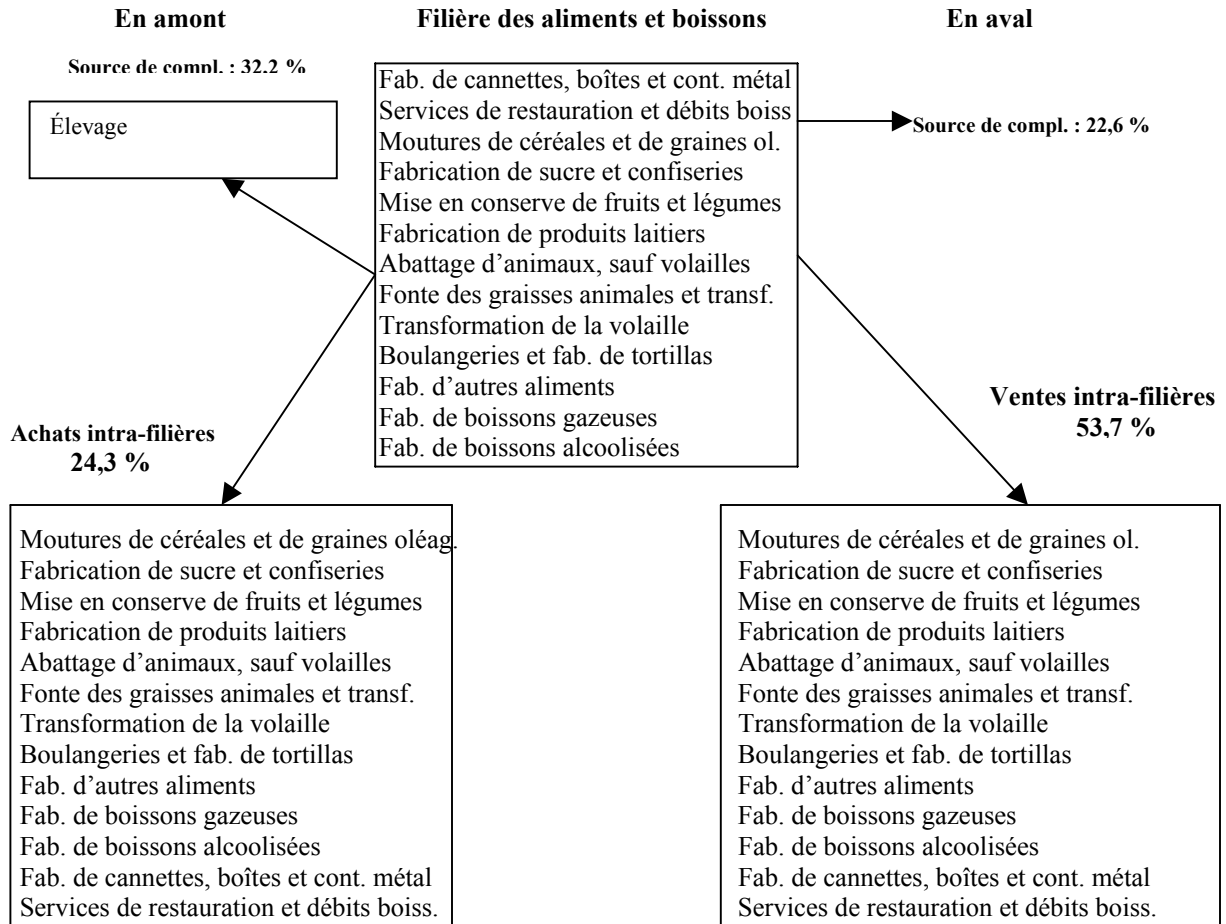 En amont
Filière des aliments et boissons
En aval
Source de compl. : 32,2 %
Élevage
Fab. de cannettes, boîtes et cont. métal
Services de restauration et débits boiss
Moutures de céréales et de graines ol.
Fabrication de sucre et confiseries
Mise en conserve de fruits et légumes
Fabrication de produits laitiers
Abattage d’animaux, sauf volailles
Fonte des graisses animales et transf.
Transformation de la volaille
Boulangeries et fab. de tortillas
Fab. d’autres aliments
Fab. de boissons gazeuses
Fab. de boissons alcoolisées
Source de compl. : 22,6 %
Achats intra-filières
24,3 %
Ventes intra-filières
53,7 %
Moutures de céréales et de graines oléag.
Fabrication de sucre et confiseries
Mise en conserve de fruits et légumes
Fabrication de produits laitiers
Abattage d’animaux, sauf volailles
Fonte des graisses animales et transf.
Transformation de la volaille
Boulangeries et fab. de tortillas
Fab. d’autres aliments
Fab. de boissons gazeuses
Fab. de boissons alcoolisées
Fab. de cannettes, boîtes et cont. métal
Services de restauration et débits boiss.
Moutures de céréales et de graines ol.
Fabrication de sucre et confiseries
Mise en conserve de fruits et légumes
Fabrication de produits laitiers
Abattage d’animaux, sauf volailles
Fonte des graisses animales et transf.
Transformation de la volaille
Boulangeries et fab. de tortillas
Fab. d’autres aliments
Fab. de boissons gazeuses
Fab. de boissons alcoolisées
Fab. de cannettes, boîtes et cont. métal
Services de restauration et débits boiss.